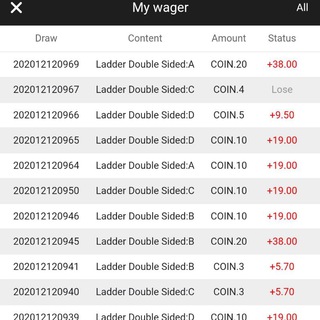 My wager All
Draw Content Amount Status
202012120969 Ladder Double Sided:A COIN.20 +38.00
202012120967 Ladder Double Sided:C COIN.4 Lose
202012120966 Ladder Double Sided:D COIN.5 +9.50
202012120965 Ladder Double Sided:D COIN.10 +19.00
202012120964 Ladder Double Sided:A COIN.10 +19.00
202012120950 Ladder Double Sided:C COIN.10 +19.00
202012120946 Ladder Double Sided:B COIN.10 +19.00
202012120945 Ladder Double Sided:B COIN.20 +38.00
202012120941 Ladder Double Sided:B COIN.3 +5.70
202012120940 Ladder Double Sided:C COIN.3 +5.70
202012120939 Ladder Double Sided:D COIN.10 +19.00